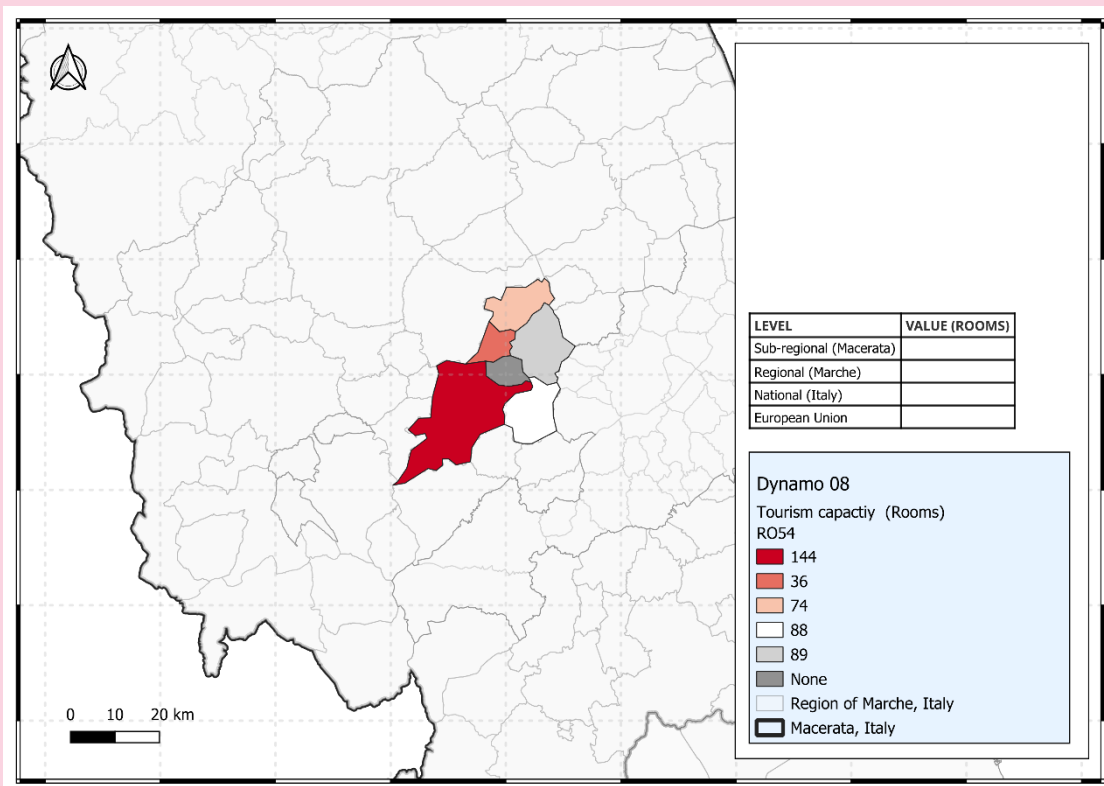 LEVEL VALUE (ROOMS)
Sub-regional (Macerata)
Regional (Marche)
National (Italy)
European Union
Dynamo 08
Tourism capactiy (Rooms)
RO54
144
36
74
88
89
None
Region of Marche, Italy
Macerata, Italy
0 10 20 km